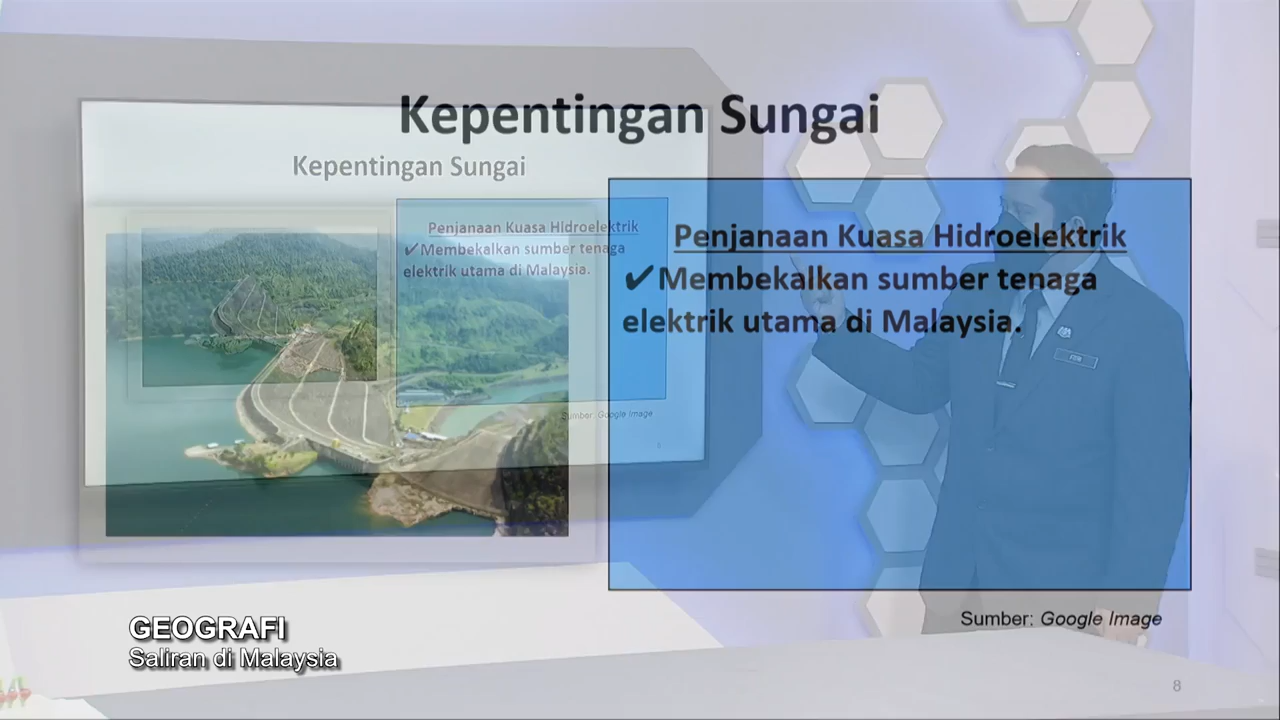 Kepentingan Sungai
Kepentingan Sungai
Penjanaan Kuasa Hidroelektrik
✔Membekalkan sumber tenaga
elektrik utama di Malaysia.
Sumber: Google Image
Penjanaan Kuasa Hidroelektrik
✔Membekalkan sumber tenaga
elektrik utama di Malaysia.
Sumber: Google Image
8
GEOGRAFI
Saliran di Malaysia